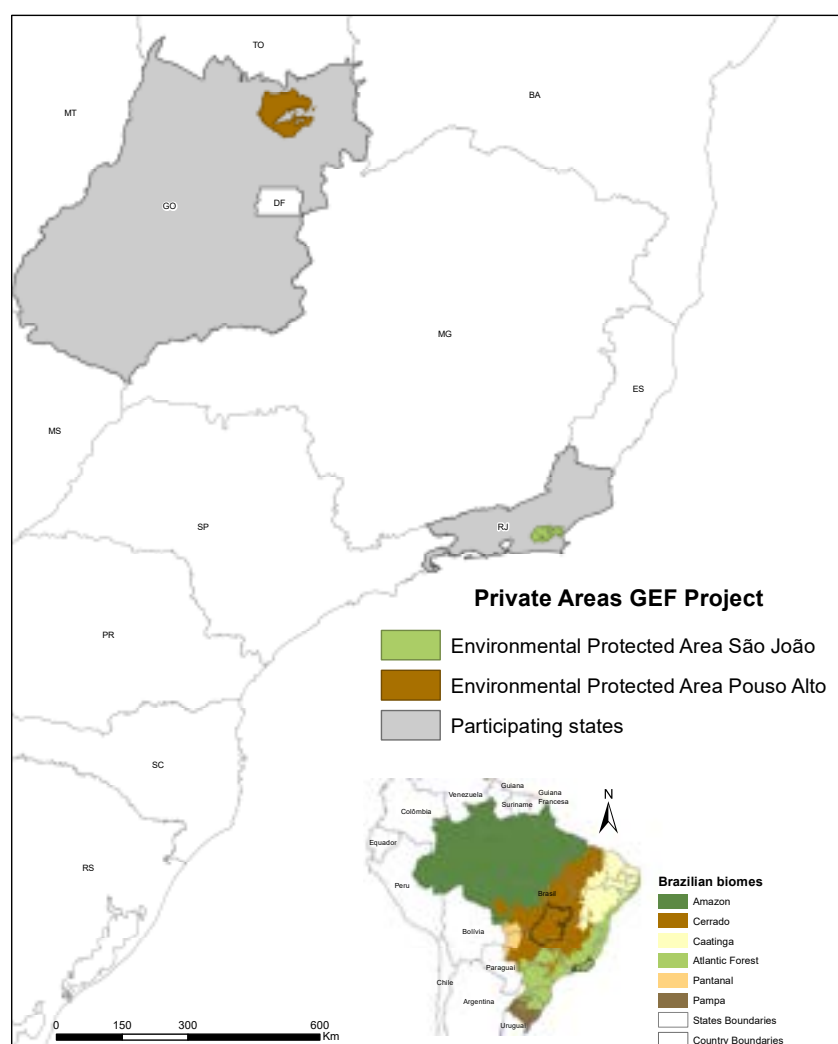 TO
BA
MT
GO
DF
MG
ES
MS
SP
RJ
PR
SC
RS
Private Areas GEF Project
Environmental Protected Area São João
Environmental Protected Area Pouso Alto
Participating states
Guiana
Venezuela
Suriname
Guiana
Francesa
N
Colômbia
Equador
Peru
Brasil
Bolívia
Paraguai
Chile
Argentina
Uruguai
Brazilian biomes
Amazon
Cerrado
Caatinga
Atlantic Forest
Pantanal
Pampa
States Boundaries
Country Boundaries
0 150 300 600
Km